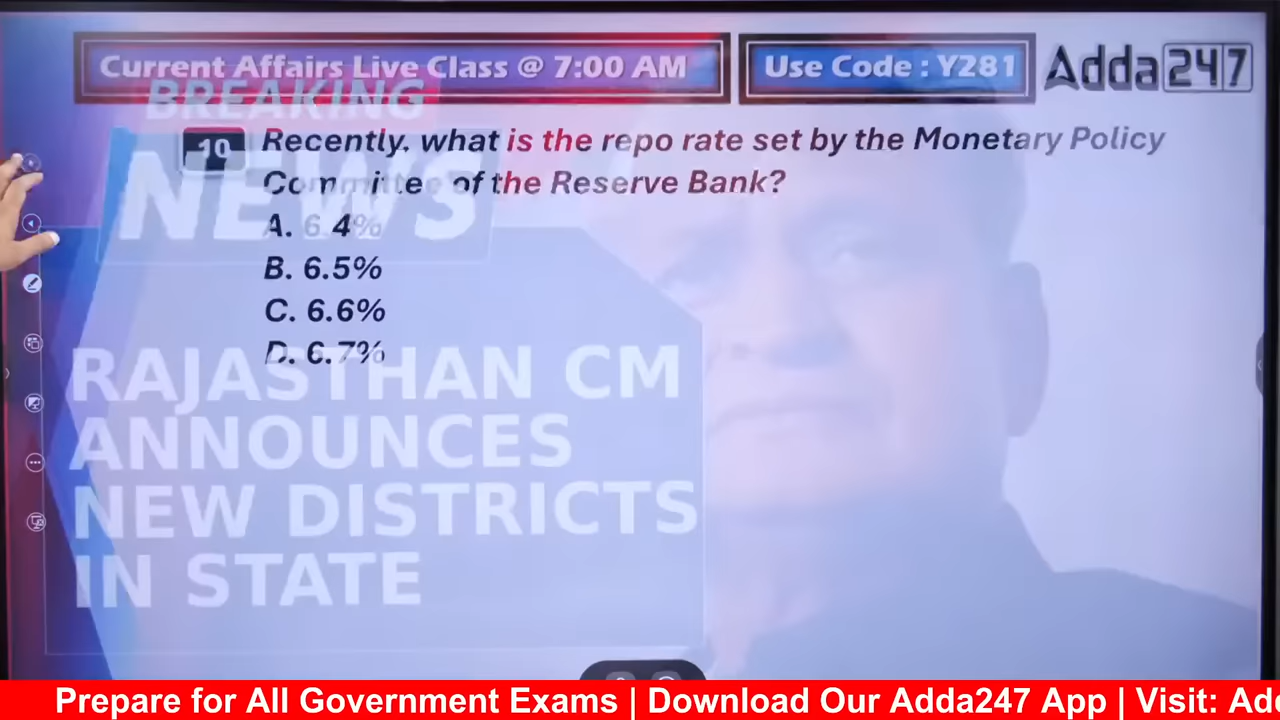 Current Affairs Live Class @ 7:00 AM
Use Code : Y281
Adda247
BREAKING
NEWS
10
Recently, what is the repo rate set by the Monetary Policy
Committee of the Reserve Bank?
A. 6.4%
B. 6.5%
C. 6.6%
D. 6.7%
RAJASTHAN CM
ANNOUNCES
NEW DISTRICTS
IN STATE
Prepare for All Government Exams | Download Our Adda247 App | Visit: